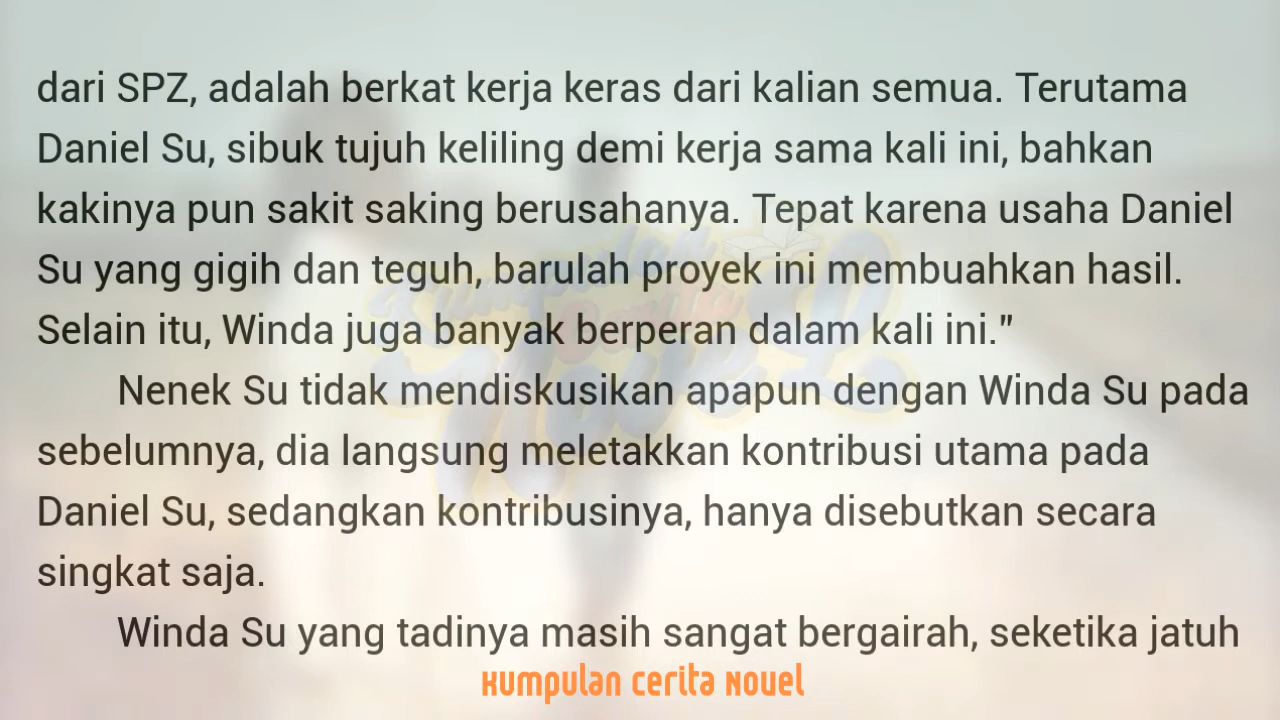 dari SPZ, adalah berkat kerja keras dari kalian semua. Terutama
Daniel Su, sibuk tujuh keliling demi kerja sama kali ini, bahkan
kakinya pun sakit saking berusahanya. Tepat karena usaha Daniel
Su yang gigih dan teguh, barulah proyek ini membuahkan hasil.
Selain itu, Winda juga banyak berperan dalam kali ini."
Nenek Su tidak mendiskusikan apapun dengan Winda Su pada
sebelumnya, dia langsung meletakkan kontribusi utama pada
Daniel Su, sedangkan kontribusinya, hanya disebutkan secara
singkat saja.
Winda Su yang tadinya masih sangat bergairah, seketika jatuh
Kumpulan Cerita Novel